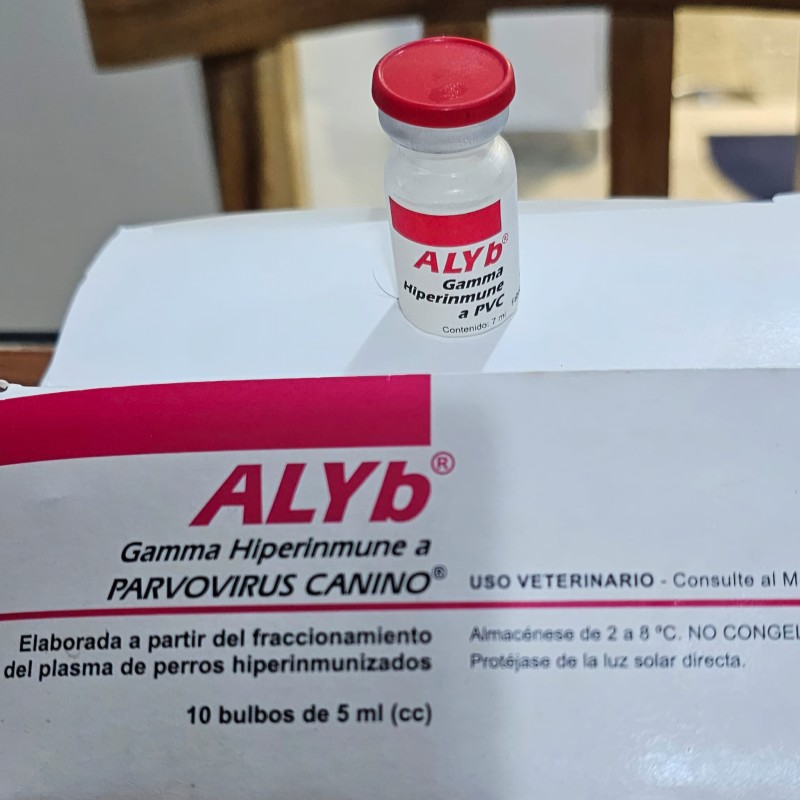 ALYb®
Gamma
Hiperinmune
a PVC
Contenido: 7 ml
ALYb®
Gamma Hiperinmune a
PARVOVIRUS CANINO®
USO VETERINARIO - Consulte al M
Elaborada a partir del fraccionamiento
del plasma de perros hiperinmunizados
10 bulbos de 5 ml (cc)
Almacénese de 2 a 8 ºC. NO CONGEL
Protéjase de la luz solar directa.